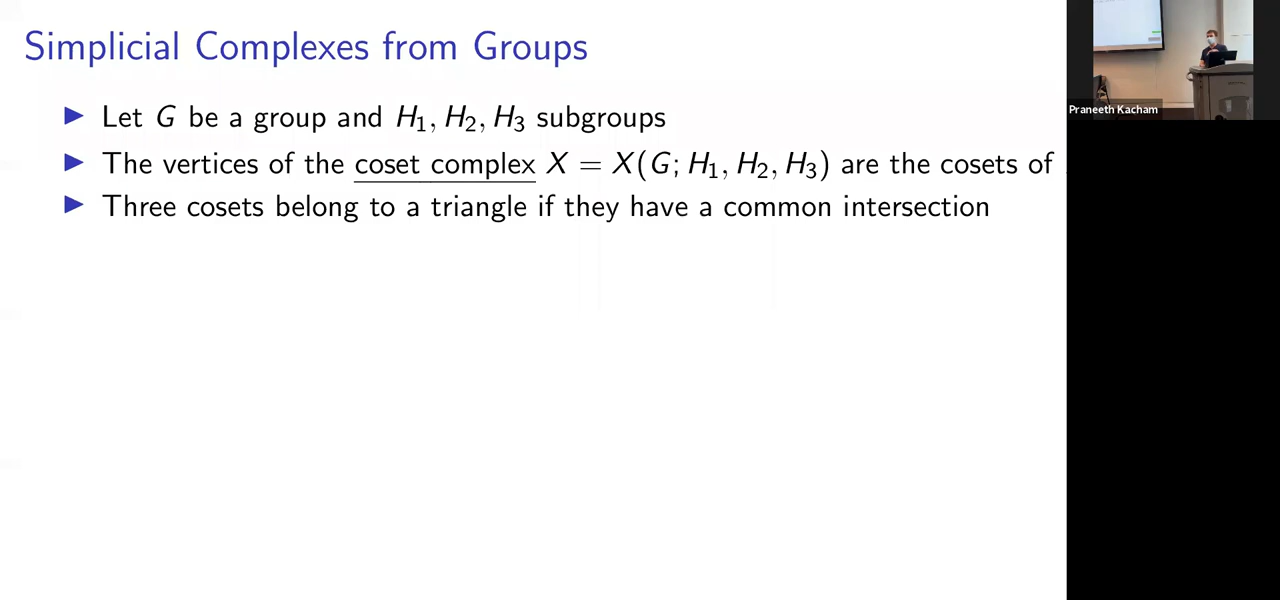 Simplicial Complexes from Groups
▶ Let G be a group and H₁, H₂, H₃ subgroups
▶ The vertices of the coset complex X = X(G; H₁, H₂, H₃) are the cosets of
▶ Three cosets belong to a triangle if they have a common intersection
Praneeth Kacham